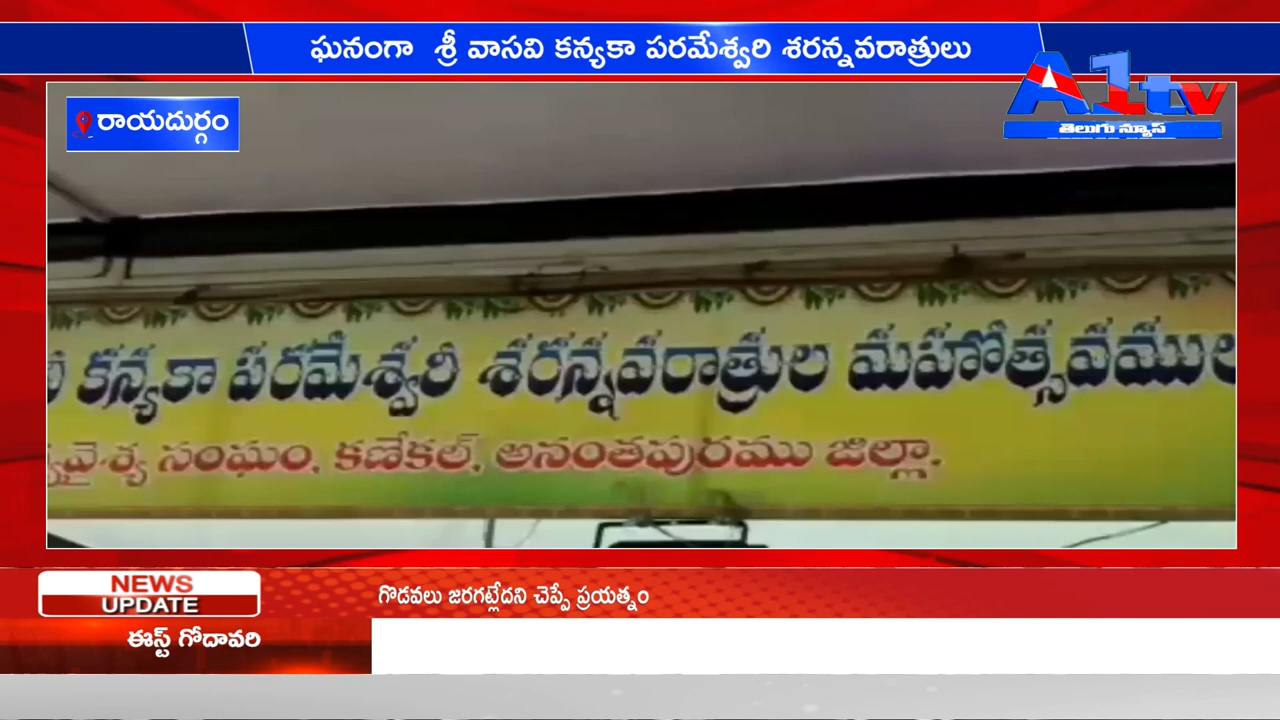 ఘనంగా శ్రీ వాసవి కన్యకా పరమేశ్వరి శరన్నవరాత్రులు
A1tv
తెలుగు న్యూస్
రాయదుర్గం
కన్యకా పరమేశ్వరీ శరన్నవరాత్రుల మహోత్సవముల
సంఘం, కణేకల్, అనంతపురము జిల్లా.
NEWS
UPDATE
గొడవలు జరగట్లేదని చెప్పే ప్రయత్నం
ఈస్ట్ గోదావరి